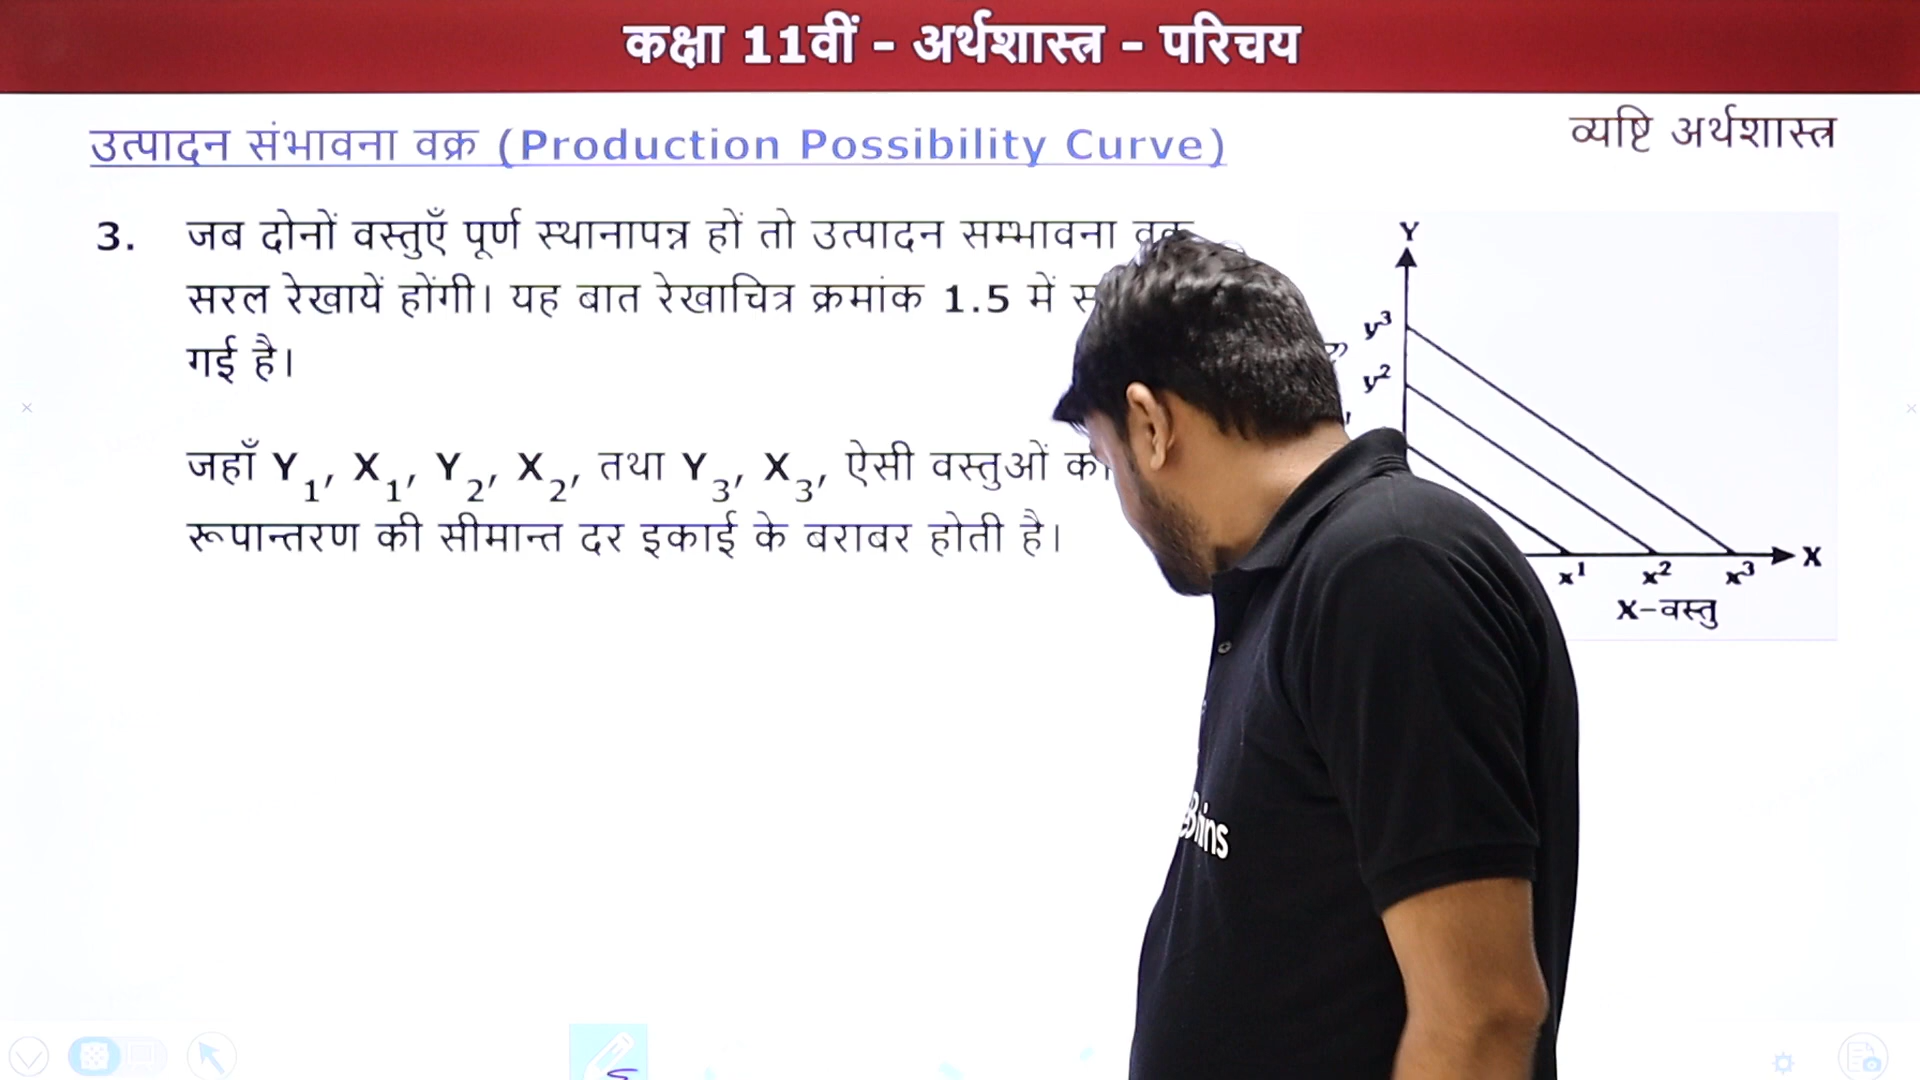 कक्षा 11वीं - अर्थशास्त्र - परिचय
उत्पादन संभावना वक्र (Production Possibility Curve)
व्यष्टि अर्थशास्त्र
3. जब दोनों वस्तुएँ पूर्ण स्थानापन्न हों तो उत्पादन सम्भावना
सरल रेखायें होंगी। यह बात रेखाचित्र क्रमांक 1.5 में
गई है।
जहाँ Y1, X1, Y2, X2, तथा Y3, X3, ऐसी वस्तुओं
रूपान्तरण की सीमान्त दर इकाई के बराबर होती है।
Y
y3
y2
X
x1 x2 x3
X-वस्तु